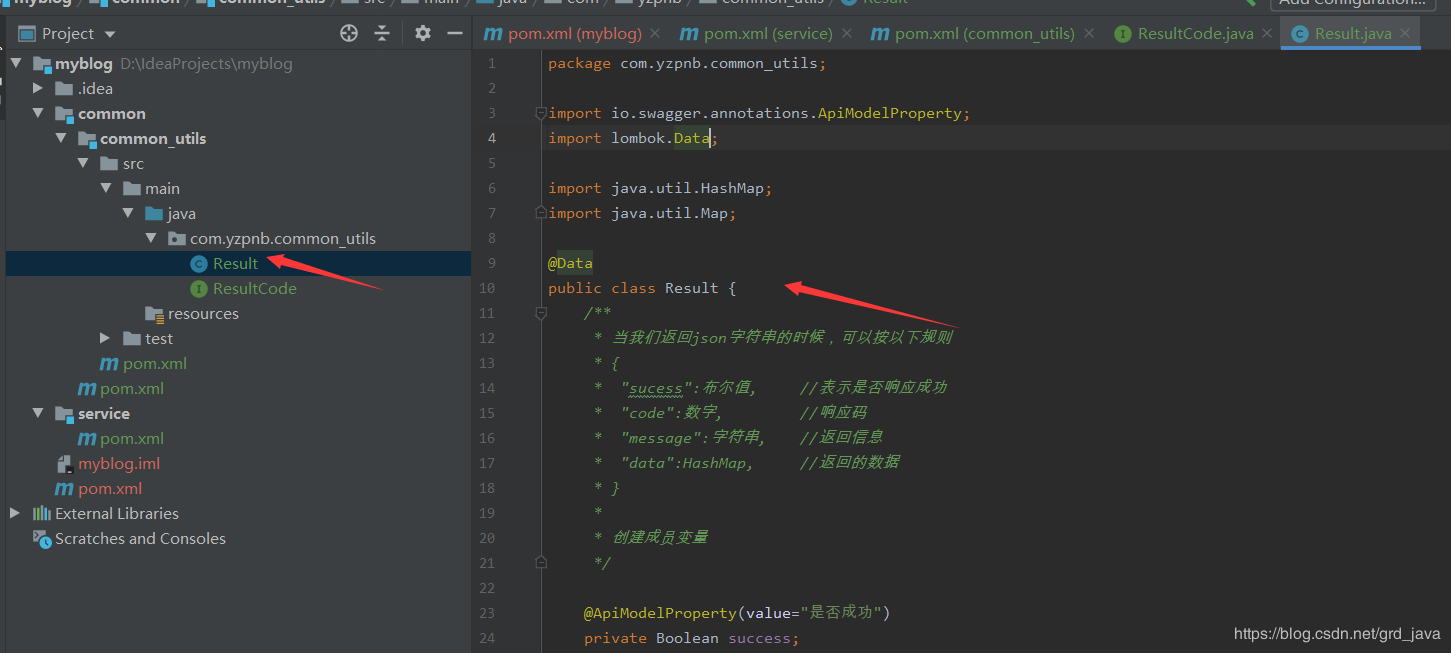 myblog common common_utils src main java com yzpnb common_utils Result Add Configuration...
Project
pom.xml (myblog)
pom.xml (service)
pom.xml (common_utils)
ResultCode.java
Result.java
myblog D:\IdeaProjects\myblog
.idea
common
common_utils
src
main
java
com.yzpnb.common_utils
Result
ResultCode
resources
test
pom.xml
pom.xml
service
pom.xml
myblog.iml
pom.xml
External Libraries
Scratches and Consoles
1 package com.yzpnb.common_utils;
2
3 import io.swagger.annotations.ApiModelProperty;
4 import lombok.Data;
5
6 import java.util.HashMap;
7 import java.util.Map;
8
9 @Data
10 public class Result {
11 /**
12 * 当我们返回json字符串的时候，可以按以下规则
13 * {
14 * "sucess":布尔值, //表示是否响应成功
15 * "code":数字, //响应码
16 * "message":字符串, //返回信息
17 * "data":HashMap, //返回的数据
18 * }
19 *
20 * 创建成员变量
21 */
22
23 @ApiModelProperty(value="是否成功")
24 private Boolean success;
https://blog.csdn.net/grd_java